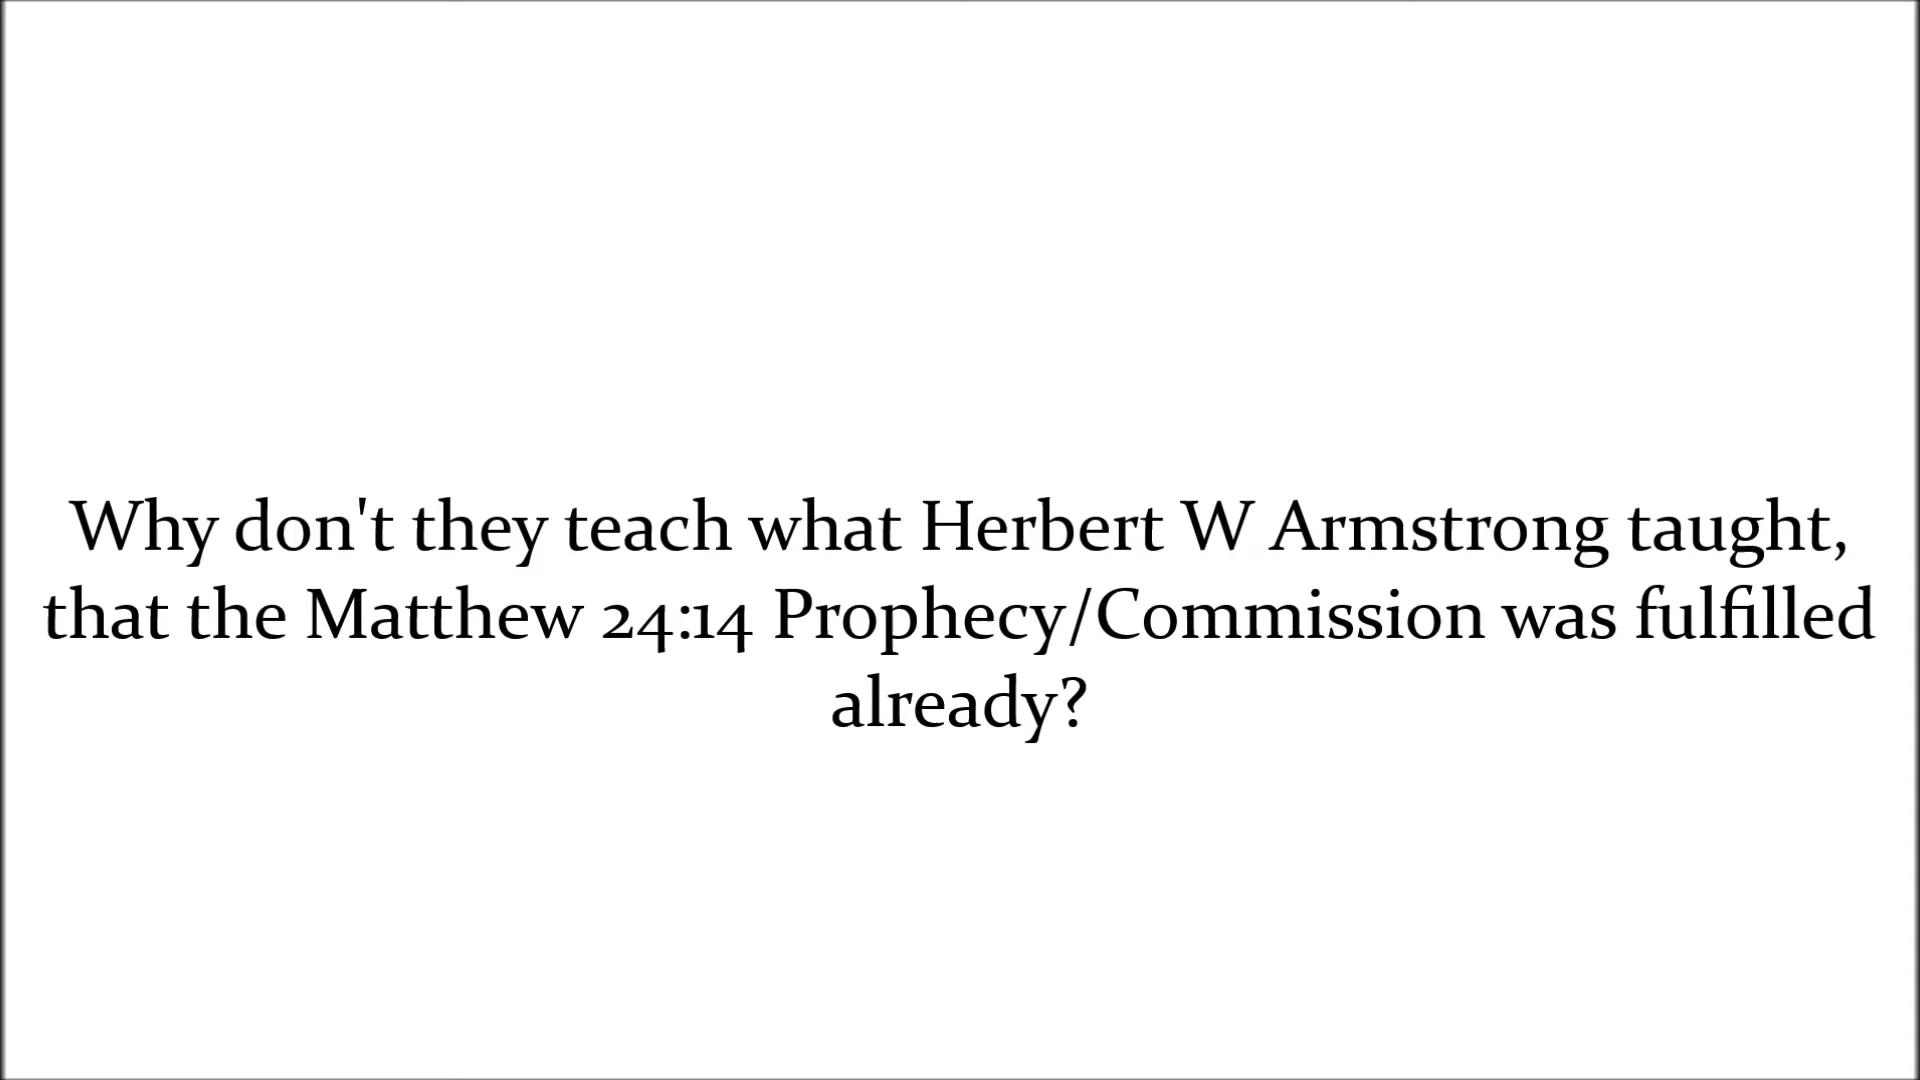 Why don't they teach what Herbert W Armstrong taught,
that the Matthew 24:14 Prophecy/Commission was fulfilled
already?